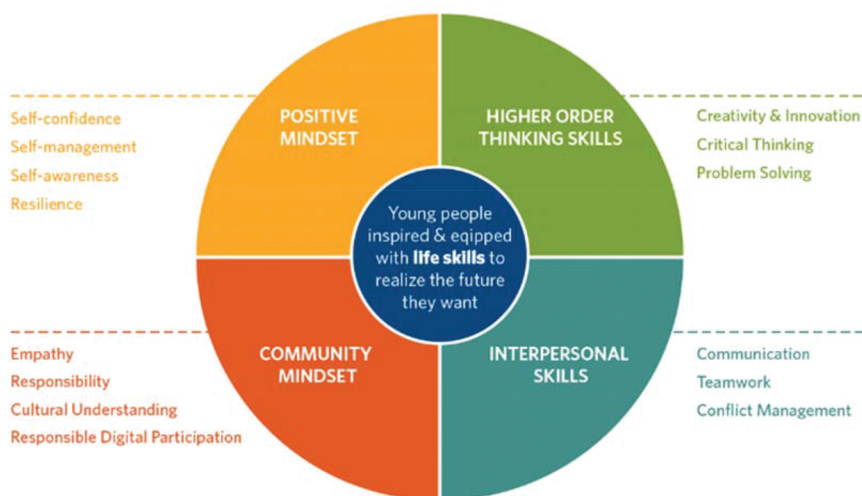 POSITIVE
MINDSET
Self-confidence
Self-management
Self-awareness
Resilience
HIGHER ORDER
THINKING SKILLS
Creativity & Innovation
Critical Thinking
Problem Solving
Young people
inspired & eqipped
with life skills to
realize the future
they want
COMMUNITY
MINDSET
Empathy
Responsibility
Cultural Understanding
Responsible Digital Participation
INTERPERSONAL
SKILLS
Communication
Teamwork
Conflict Management